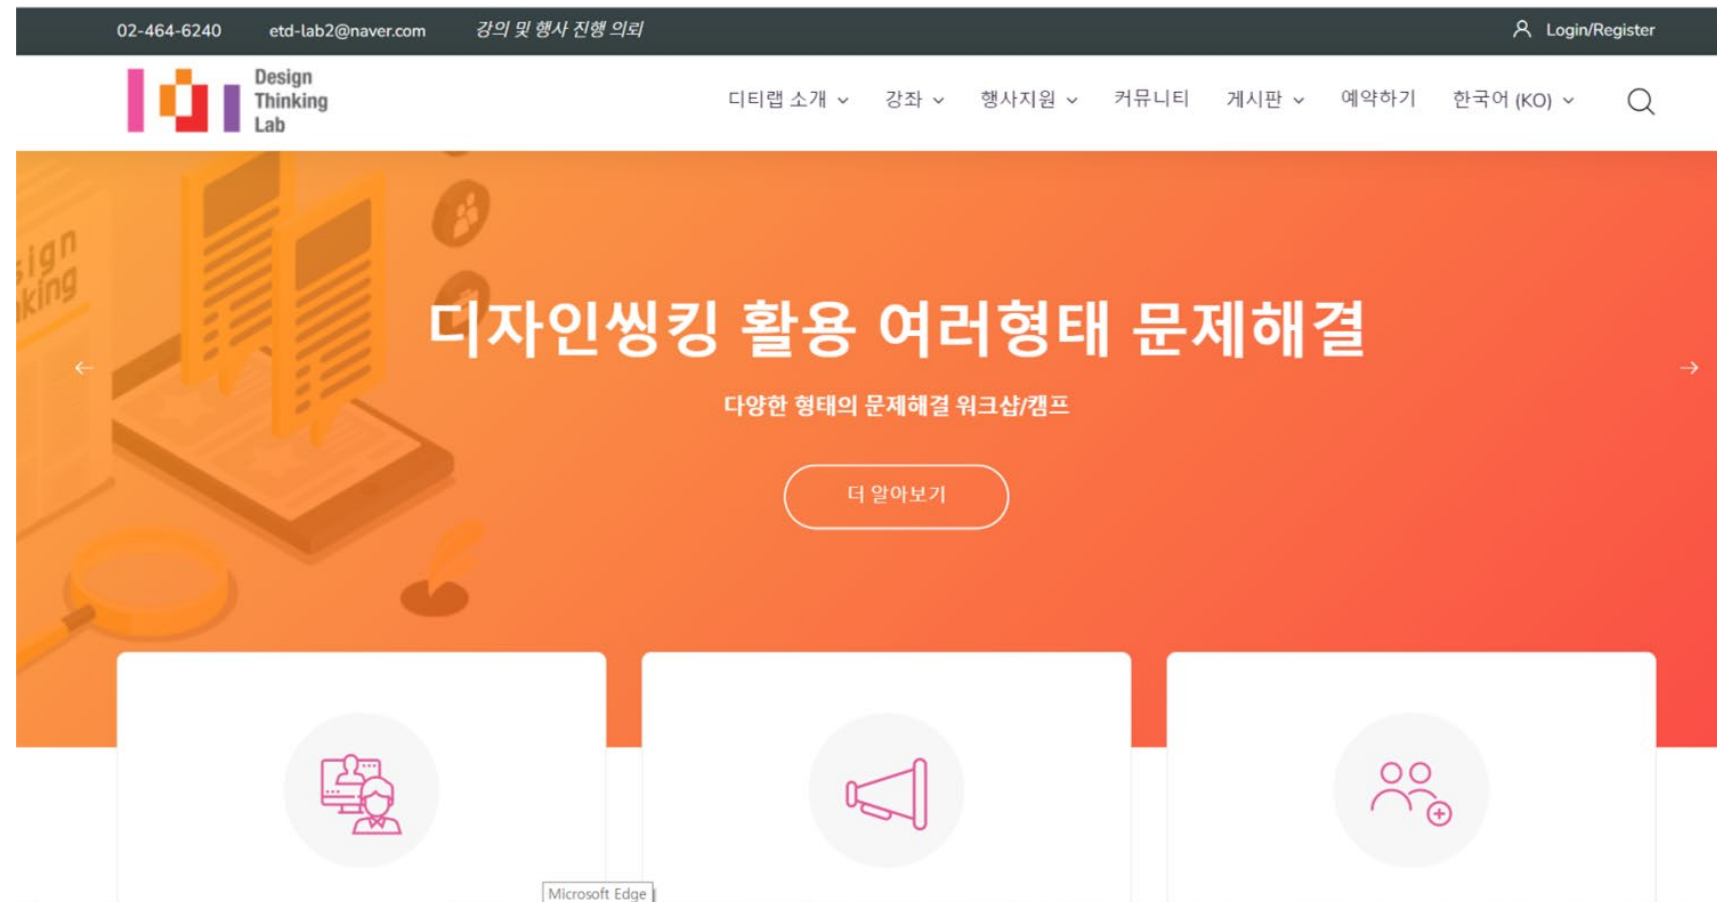 02-464-6240 etd-lab2@naver.com 강의 및 행사 진행 의뢰 Login/Register
Design
Thinking
Lab
디티랩 소개 강좌 행사지원 커뮤니티 게시판 예약하기 한국어 (KO)
sign
king
디자인씽킹 활용 여러형태 문제해결
다양한 형태의 문제해결 워크샵/캠프
더 알아보기
Microsoft Edge